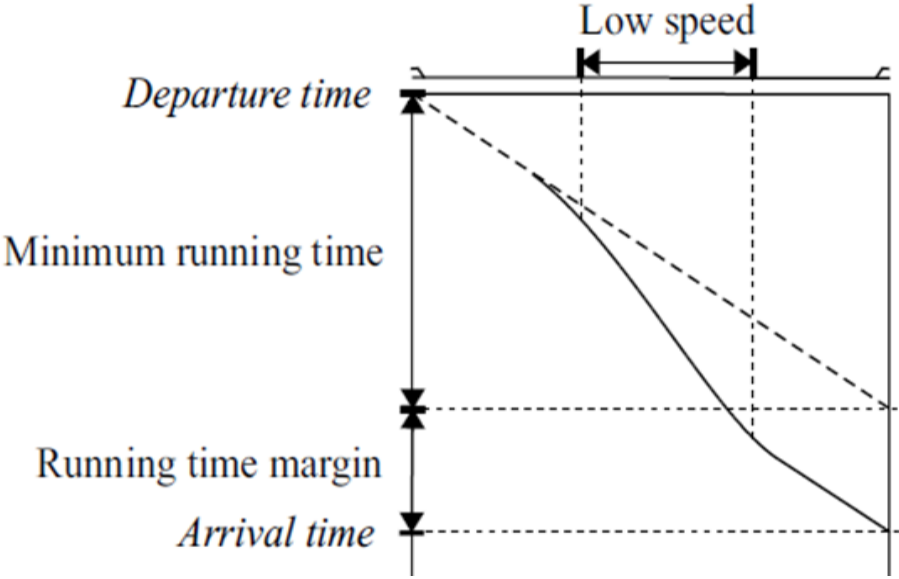 Low speed
Departure time
Minimum running time
Running time margin
Arrival time